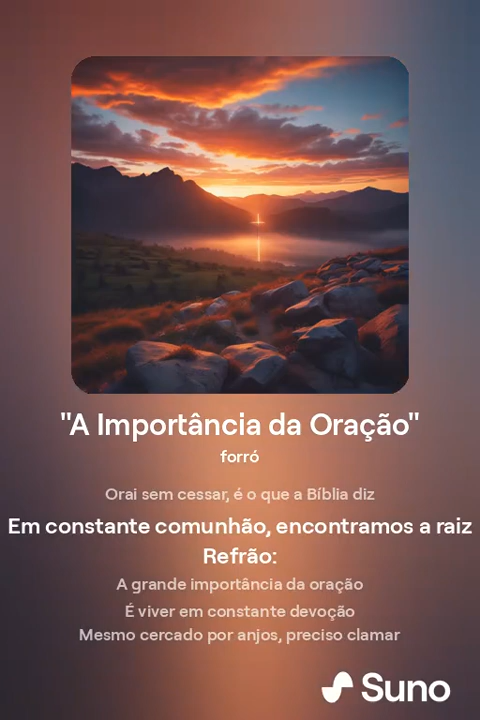 "A Importância da Oração"
forró
Orai sem cessar, é o que a Bíblia diz
Em constante comunhão, encontramos a raiz
Refrão:
A grande importância da oração
É viver em constante devoção
Mesmo cercado por anjos, preciso clamar
Suno